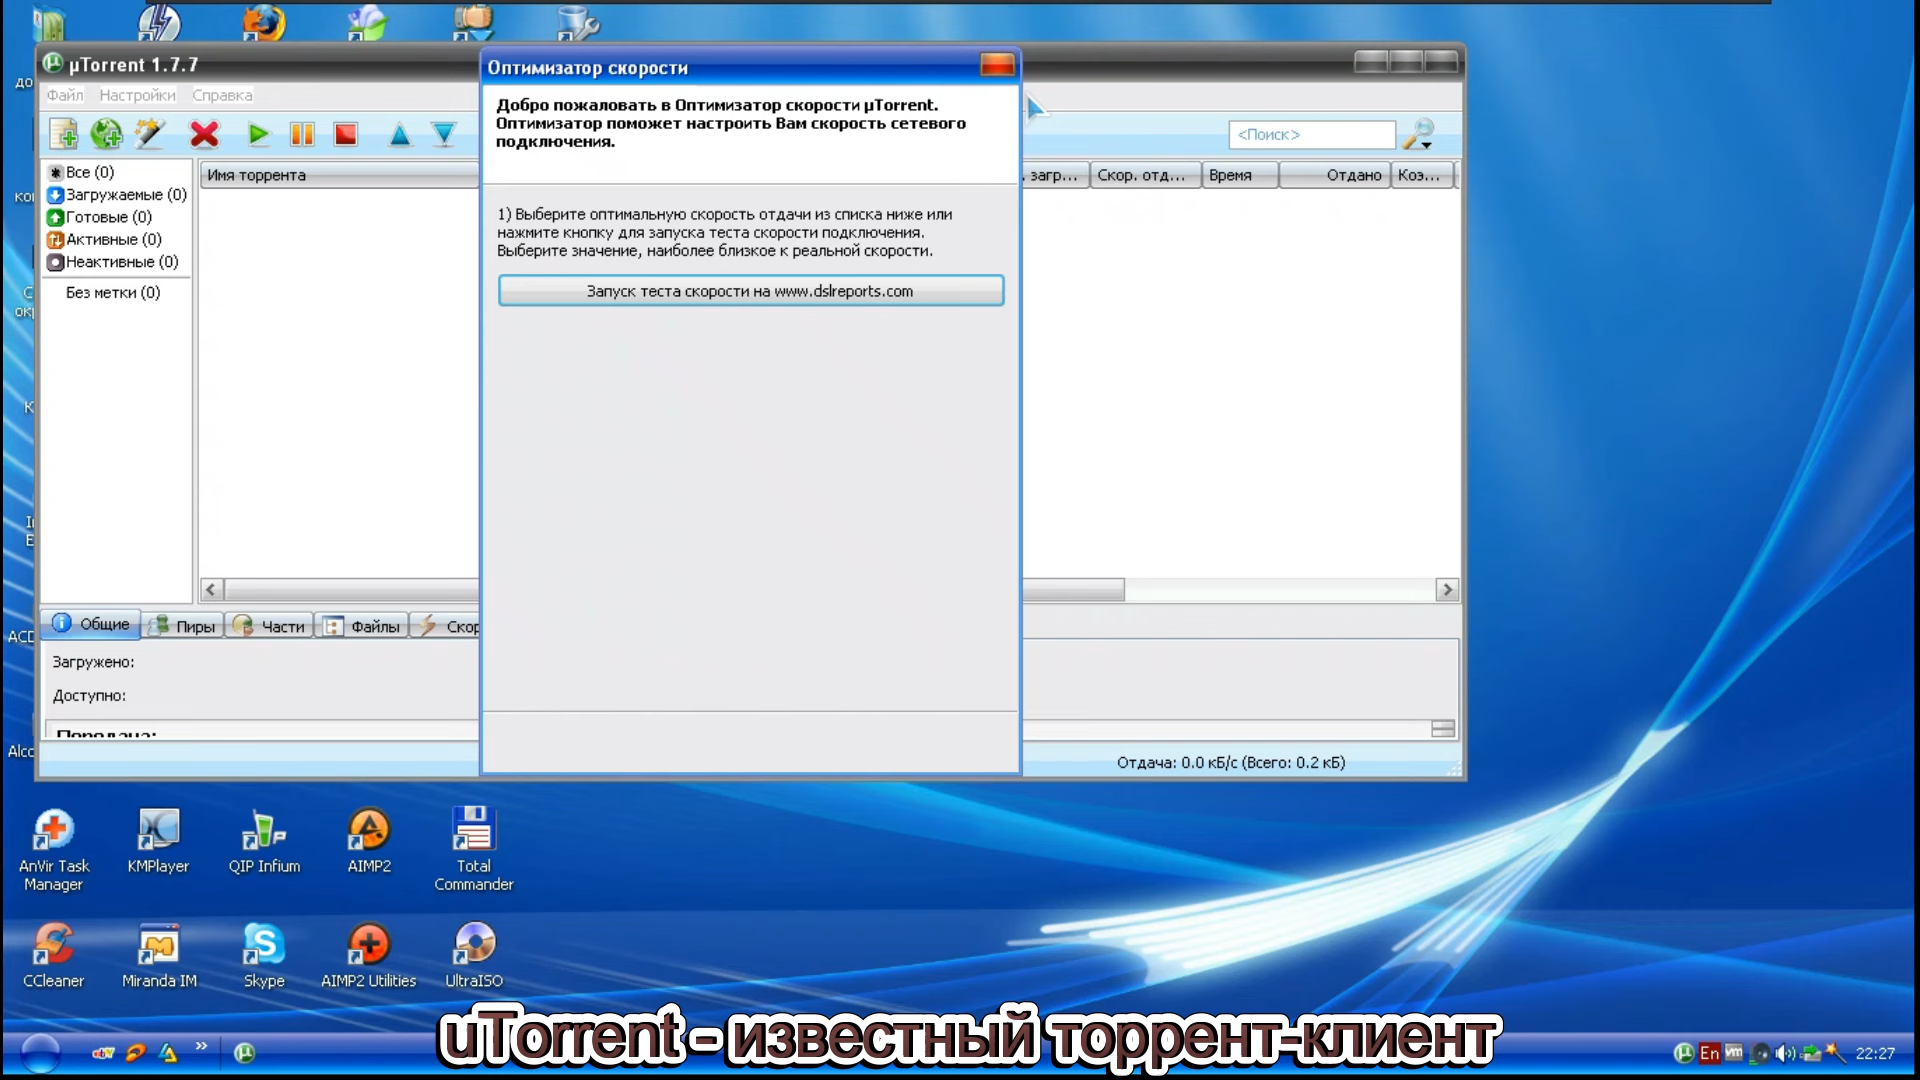 µTorrent 1.7.7
Файл Настройки Справка
<Поиск>
Все (0)
Загружаемые (0)
Готовые (0)
Активные (0)
Неактивные (0)
Без метки (0)
Имя торрента
загр... Скор. отд... Время Отдано Коз...
Оптимизатор скорости
Добро пожаловать в Оптимизатор скорости µTorrent.
Оптимизатор поможет настроить Вам скорость сетевого
подключения.
1) Выберите оптимальную скорость отдачи из списка ниже или
нажмите кнопку для запуска теста скорости подключения.
Выберите значение, наиболее близкое к реальной скорости.
Запуск теста скорости на www.dslreports.com
Общие Пиры Части Файлы Скор
Загружено:
Доступно:
Передача:
Отдача: 0.0 кБ/с (Всего: 0.2 кБ)
AnVir Task
Manager
KMPlayer
QIP Infium
AIMP2
Total
Commander
CCleaner
Miranda IM
Skype
AIMP2 Utilities
UltraISO
uTorrent - известный торрент-клиент
En
22:27